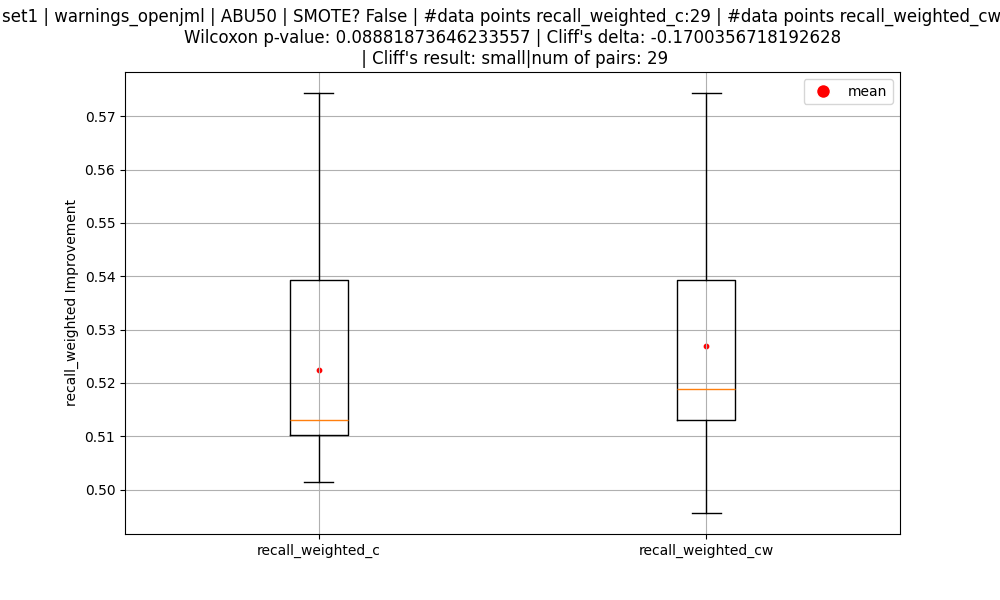 set1 | warnings_openjml | ABU50 | SMOTE? False | #data points recall_weighted_c:29 | #data points recall_weighted_cw
Wilcoxon p-value: 0.08881873646233557 | Cliff's delta: -0.1700356718192628
| Cliff's result: small|num of pairs: 29
mean
0.57
0.56
0.55
0.54
0.53
0.52
0.51
0.50
recall_weighted Improvement
recall_weighted_c
recall_weighted_cw